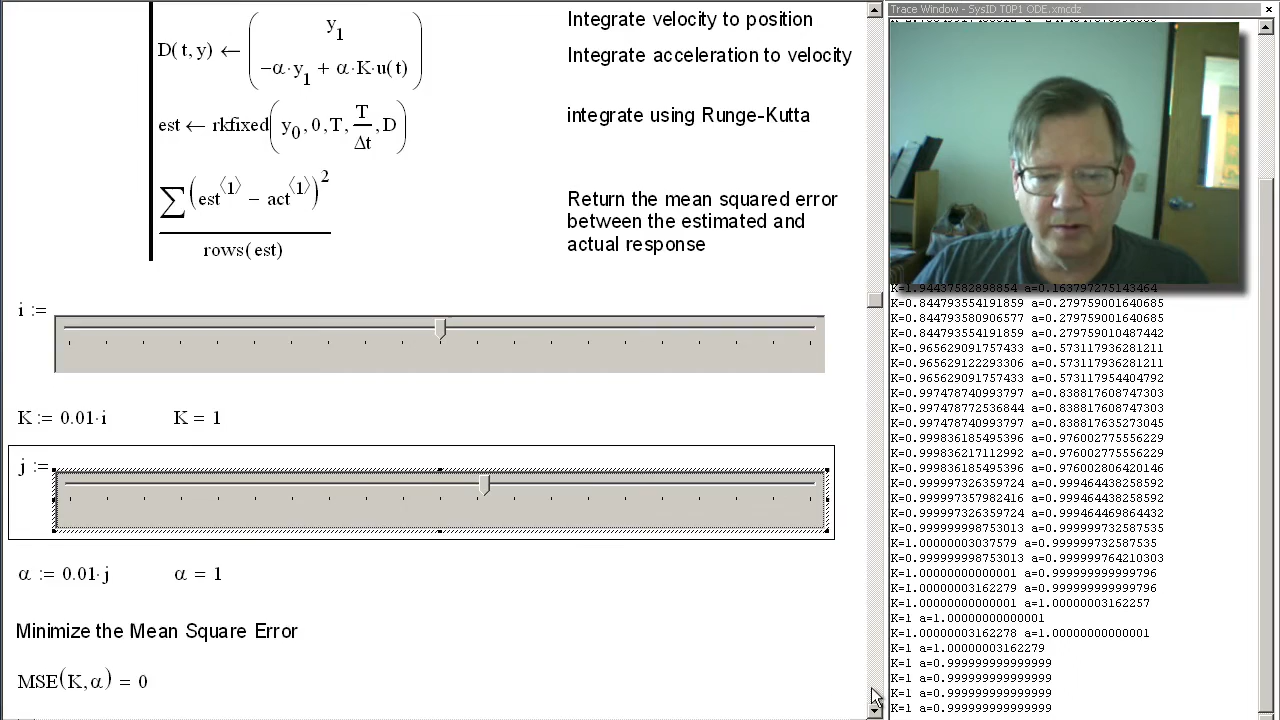 Trace Window - SysID T0P1 ODE.xmcdz
D(t,y) ← ( y₁
−α·y₁ + α·K·u(t) )
Integrate velocity to position
Integrate acceleration to velocity
est ← rkfixed( y₀ , 0 , T , T/Δt , D )
integrate using Runge-Kutta
∑ (est^⟨1⟩ − act^⟨1⟩)²
rows(est)
Return the mean squared error
between the estimated and
actual response
i :=
K := 0.01·i K = 1
j :=
α := 0.01·j α = 1
Minimize the Mean Square Error
MSE(K,α) = 0
K=1.94437582898854 a=0.163797275143464
K=0.844793554191859 a=0.279759001640685
K=0.844793580906577 a=0.279759001640685
K=0.844793554191859 a=0.279759010487442
K=0.965629091757433 a=0.573117936281211
K=0.965629122293306 a=0.573117936281211
K=0.965629091757433 a=0.573117954404792
K=0.997478740993797 a=0.838817608747303
K=0.997478772536844 a=0.838817608747303
K=0.997478740993797 a=0.838817635273045
K=0.999836185495396 a=0.976002775556229
K=0.999836217112992 a=0.976002775556229
K=0.999836185495396 a=0.976002806420146
K=0.999997326359724 a=0.999464438258592
K=0.999997357982416 a=0.999464438258592
K=0.999997326359724 a=0.999464469864432
K=0.999999998753013 a=0.999999732587535
K=1.00000003037579 a=0.999999732587535
K=0.999999998753013 a=0.999999764210303
K=1.00000000000001 a=0.999999999999796
K=1.00000003162279 a=0.999999999999796
K=1.00000000000001 a=1.00000003162257
K=1 a=1.00000000000001
K=1.00000003162278 a=1.00000000000001
K=1 a=1.00000003162279
K=1 a=0.999999999999999
K=1 a=0.999999999999999
K=1 a=0.999999999999999
K=1 a=0.999999999999999